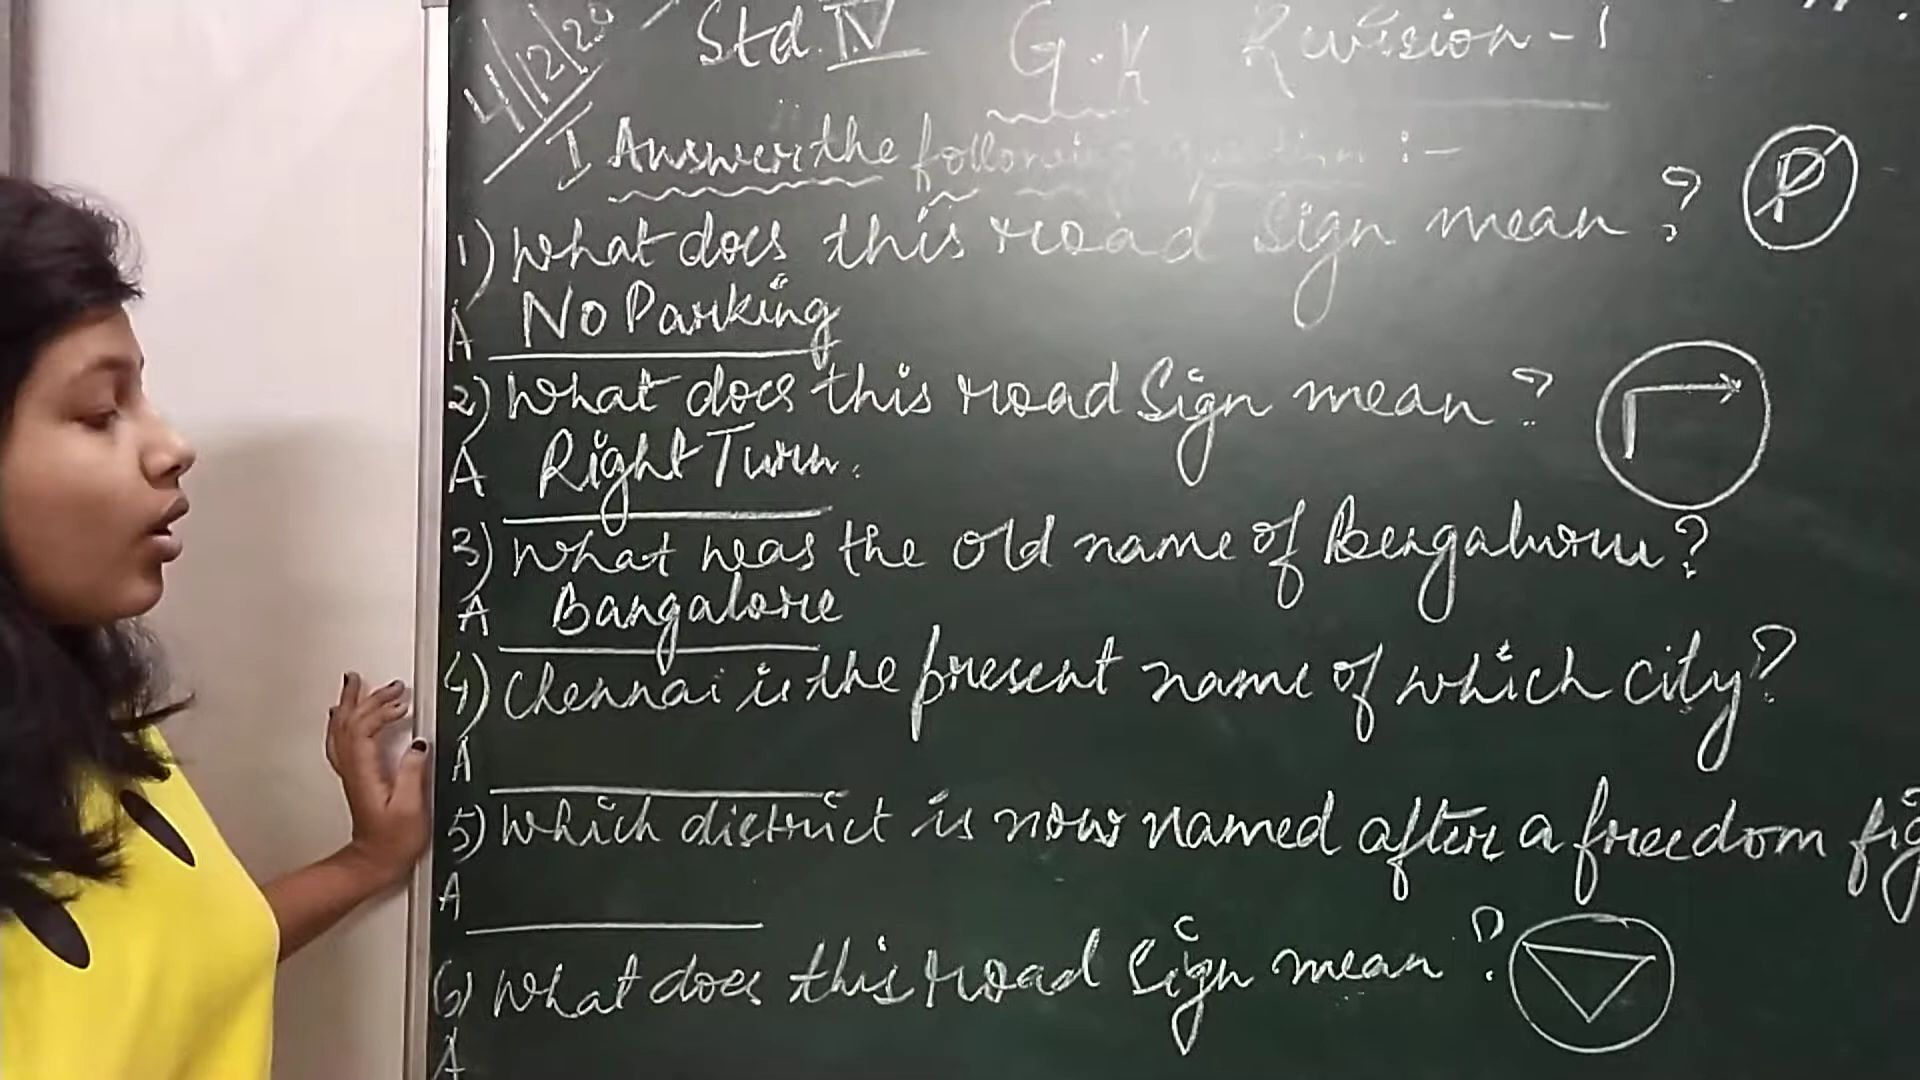 4/12/20
Std. IV G.K Revision - 1
I Answer the following question :-
1) What does this road Sign mean ? P
A No Parking
2) What does this road Sign mean ?
A Right Turn.
3) What was the old name of Bengaluru ?
A Bangalore
4) Chennai is the present name of which city ?
A
5) Which district is now named after a freedom fig
A
6) What does this road Sign mean ?
A